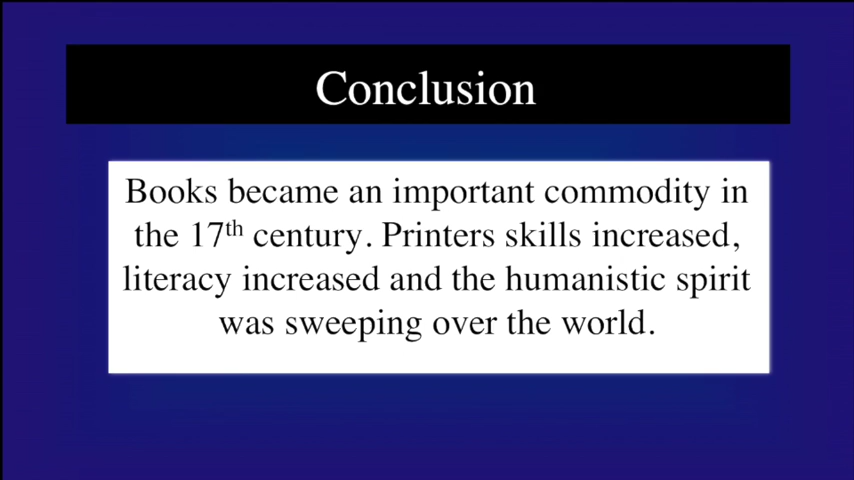 Conclusion
Books became an important commodity in
the 17th century. Printers skills increased,
literacy increased and the humanistic spirit
was sweeping over the world.